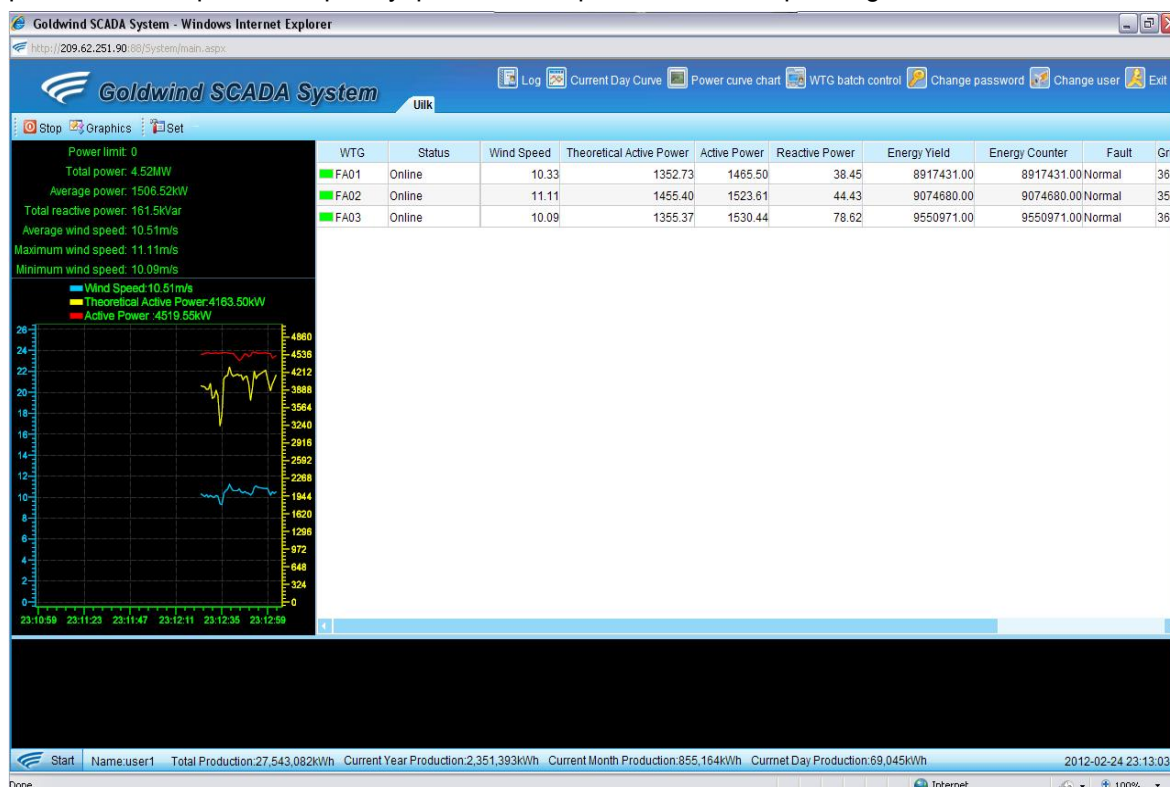 Goldwind SCADA System - Windows Internet Explorer
http://209.62.251.90:88/System/main.aspx
Goldwind SCADA System
Uilk
Log Current Day Curve Power curve chart WTG batch control Change password Change user Exit
Stop Graphics Set
Power limit: 0
Total power: 4.52MW
Average power: 1506.52kW
Total reactive power: 161.5kVar
Average wind speed: 10.51m/s
Maximum wind speed: 11.11m/s
Minimum wind speed: 10.09m/s
WTG Status Wind Speed Theoretical Active Power Active Power Reactive Power Energy Yield Energy Counter Fault Gr
FA01 Online 10.33 1352.73 1465.50 38.45 8917431.00 8917431.00 Normal 36
FA02 Online 11.11 1455.40 1523.61 44.43 9074680.00 9074680.00 Normal 35
FA03 Online 10.09 1355.37 1530.44 78.62 9550971.00 9550971.00 Normal 36
Wind Speed:10.51m/s
Theoretical Active Power:4163.50kW
Active Power :4519.55kW
26
24
22
20
18
16
14
12
10
8
6
4
2
0
4860
4536
4212
3888
3564
3240
2916
2592
2268
1944
1620
1296
972
648
324
0
23:10:59 23:11:23 23:11:47 23:12:11 23:12:35 23:12:59
Start Name:user1 Total Production:27,543,082kWh Current Year Production:2,351,393kWh Current Month Production:855,164kWh Currnet Day Production:69,045kWh 2012-02-24 23:13:03
Done Internet 100%